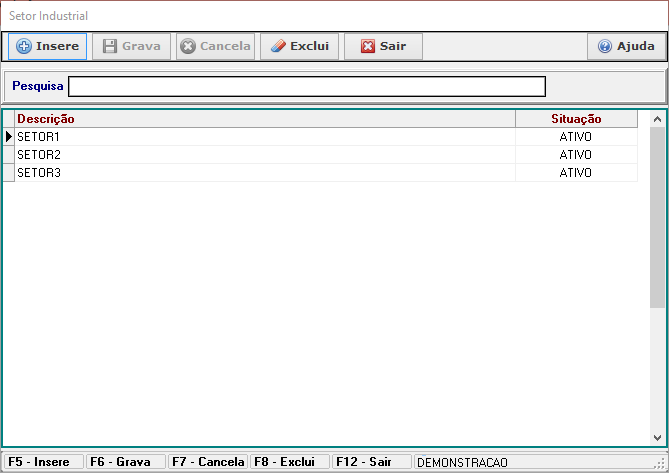 Setor Industrial
Insere Grava Cancela Exclui Sair Ajuda
Pesquisa
Descrição Situação
SETOR1 ATIVO
SETOR2 ATIVO
SETOR3 ATIVO
F5 - Insere F6 - Grava F7 - Cancela F8 - Exclui F12 - Sair DEMONSTRACAO